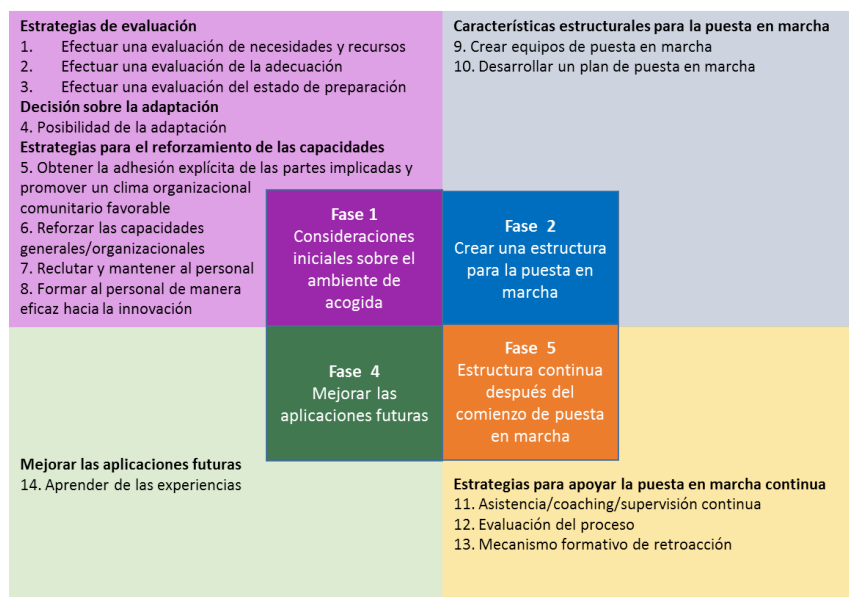 Estrategias de evaluación
1. Efectuar una evaluación de necesidades y recursos
2. Efectuar una evaluación de la adecuación
3. Efectuar una evaluación del estado de preparación
Decisión sobre la adaptación
4. Posibilidad de la adaptación
Estrategias para el reforzamiento de las capacidades
5. Obtener la adhesión explícita de las partes implicadas y
promover un clima organizacional
comunitario favorable
6. Reforzar las capacidades
generales/organizacionales
7. Reclutar y mantener al personal
8. Formar al personal de manera
eficaz hacia la innovación
Características estructurales para la puesta en marcha
9. Crear equipos de puesta en marcha
10. Desarrollar un plan de puesta en marcha
Fase 1
Consideraciones
iniciales sobre el
ambiente de
acogida
Fase 2
Crear una estructura
para la puesta en
marcha
Fase 4
Mejorar las
aplicaciones futuras
Fase 5
Estructura continua
después del
comienzo de puesta
en marcha
Mejorar las aplicaciones futuras
14. Aprender de las experiencias
Estrategias para apoyar la puesta en marcha continua
11. Asistencia/coaching/supervisión continua
12. Evaluación del proceso
13. Mecanismo formativo de retroacción